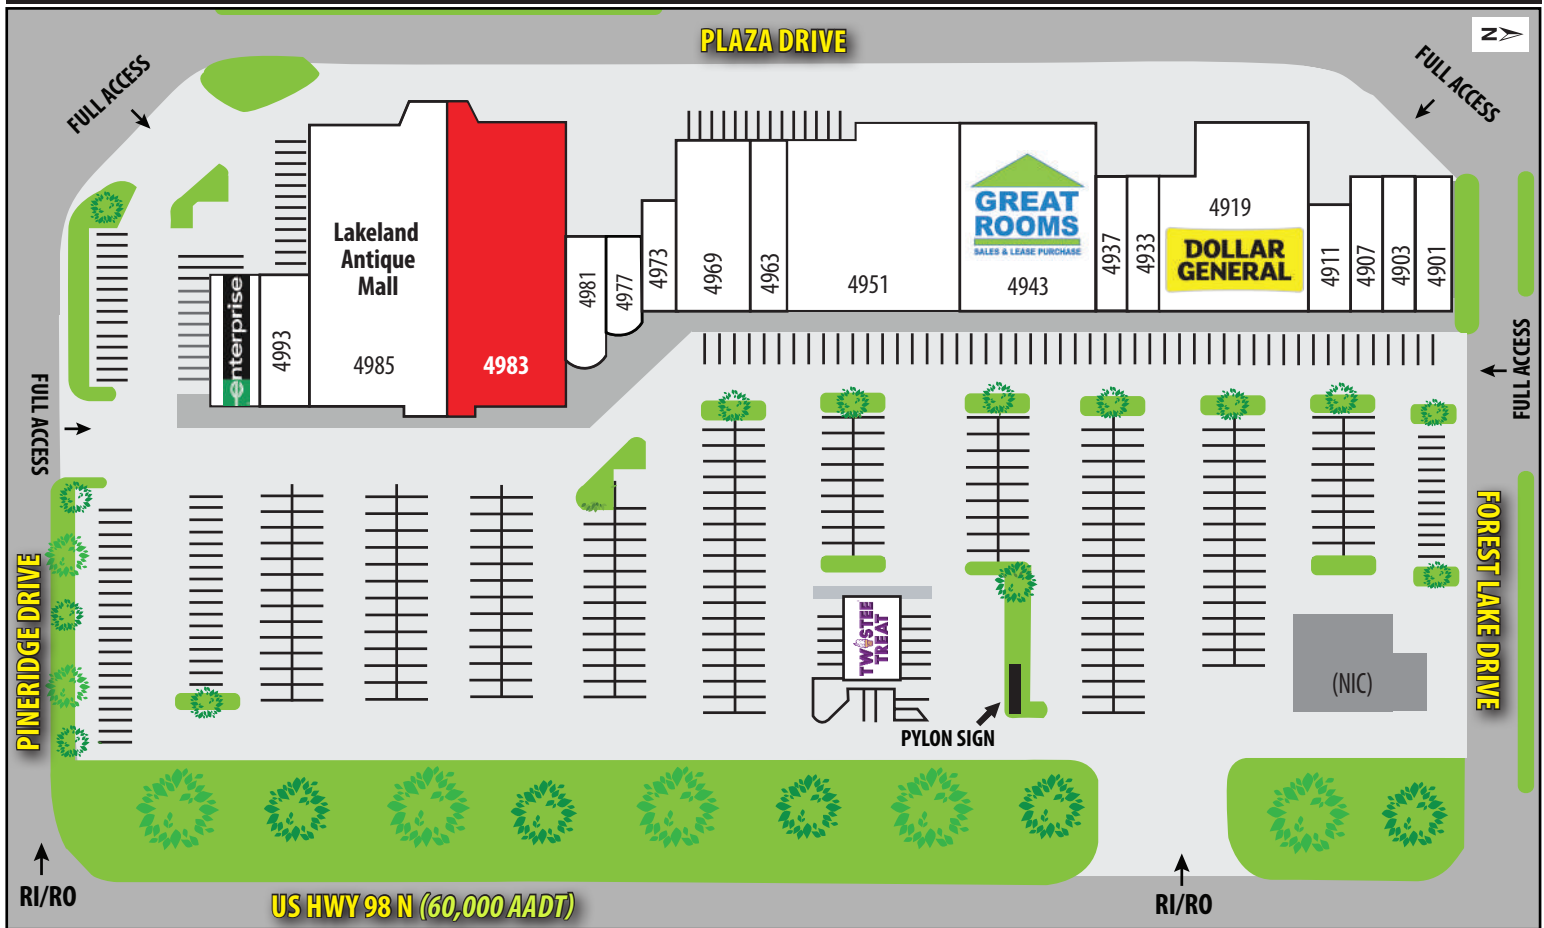 PLAZA DRIVE
N
FULL ACCESS
FULL ACCESS
Lakeland
Antique
Mall
4985
4983
enterprise
4993
4981
4977
4973
4969
4963
4951
GREAT
ROOMS
SALES & LEASE PURCHASE
4943
4937
4933
4919
DOLLAR
GENERAL
4911
4907
4903
4901
FULL ACCESS
FULL ACCESS
PINERIDGE DRIVE
FOREST LAKE DRIVE
TWISTEE
TREAT
(NIC)
PYLON SIGN
RI/RO
RI/RO
US HWY 98 N (60,000 AADT)